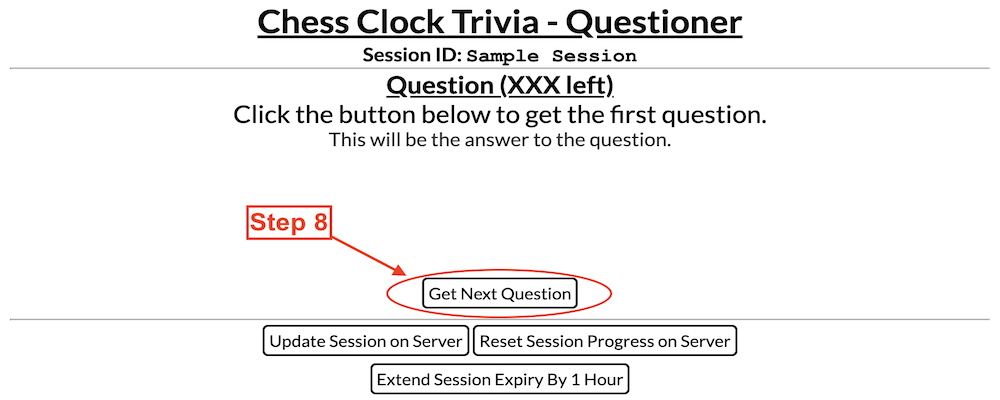 Chess Clock Trivia - Questioner
Session ID: Sample Session
Question (XXX left)
Click the button below to get the first question.
This will be the answer to the question.
Step 8
Get Next Question
Update Session on Server Reset Session Progress on Server
Extend Session Expiry By 1 Hour